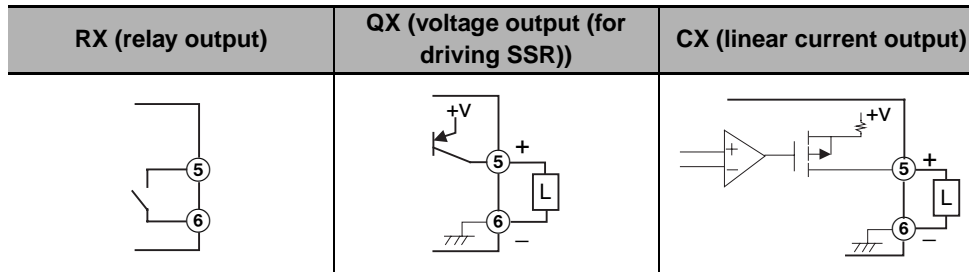 RX (relay output)
QX (voltage output (for
driving SSR))
CX (linear current output)
5
6
+V
5
+
L
6
–
+
–
+V
5
+
L
6
–